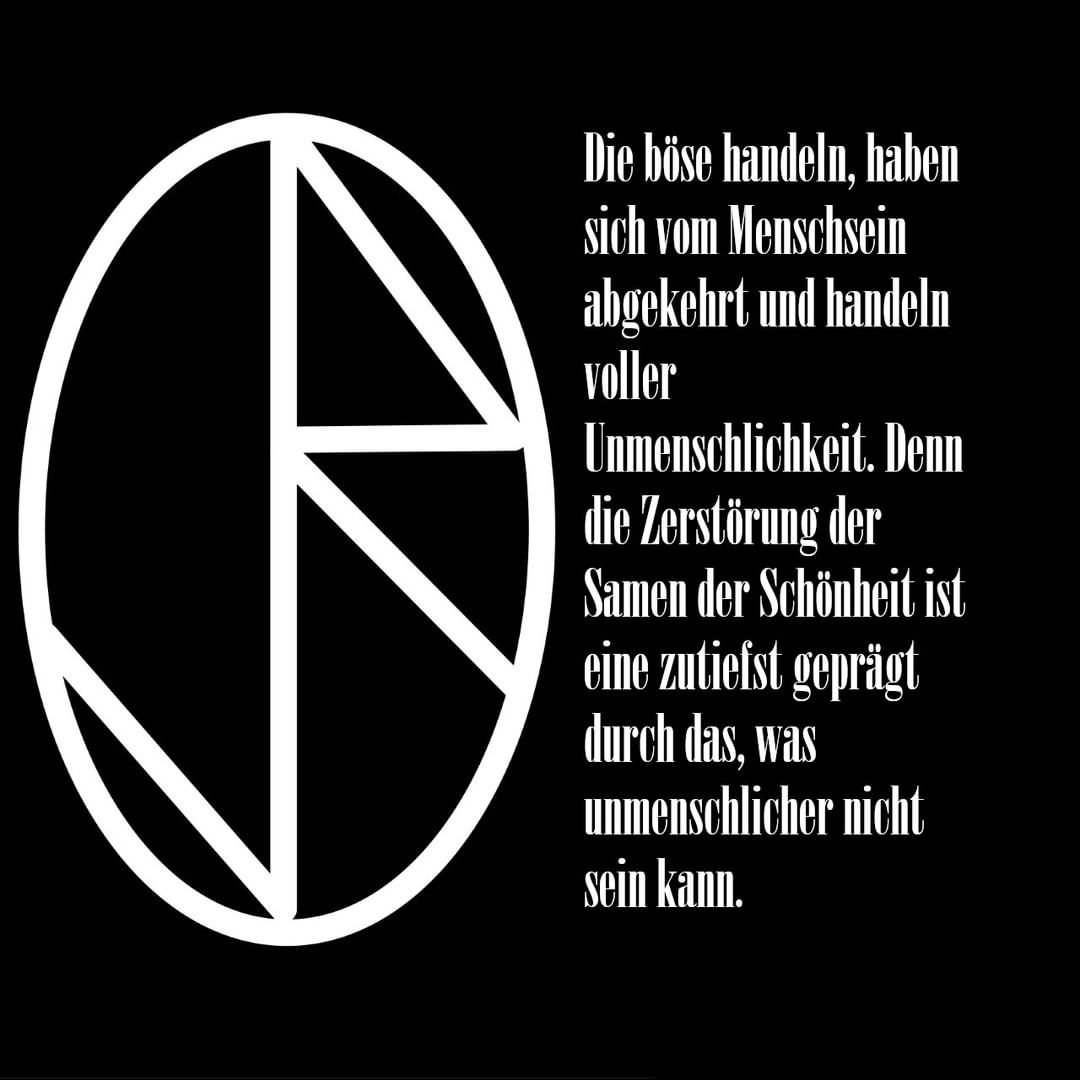 Die böse handeln, haben
sich vom Menschsein
abgekehrt und handeln
voller
Unmenschlichkeit. Denn
die Zerstörung der
Samen der Schönheit ist
eine zutiefst geprägt
durch das, was
unmenschlicher nicht
sein kann.